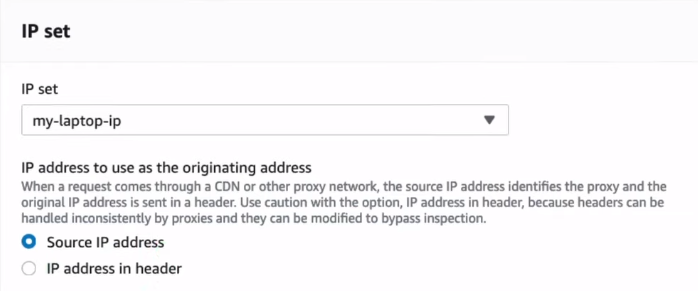 IP set
IP set
my-laptop-ip
IP address to use as the originating address
When a request comes through a CDN or other proxy network, the source IP address identifies the proxy and the
original IP address is sent in a header. Use caution with the option, IP address in header, because headers can be
handled inconsistently by proxies and they can be modified to bypass inspection.
Source IP address
IP address in header